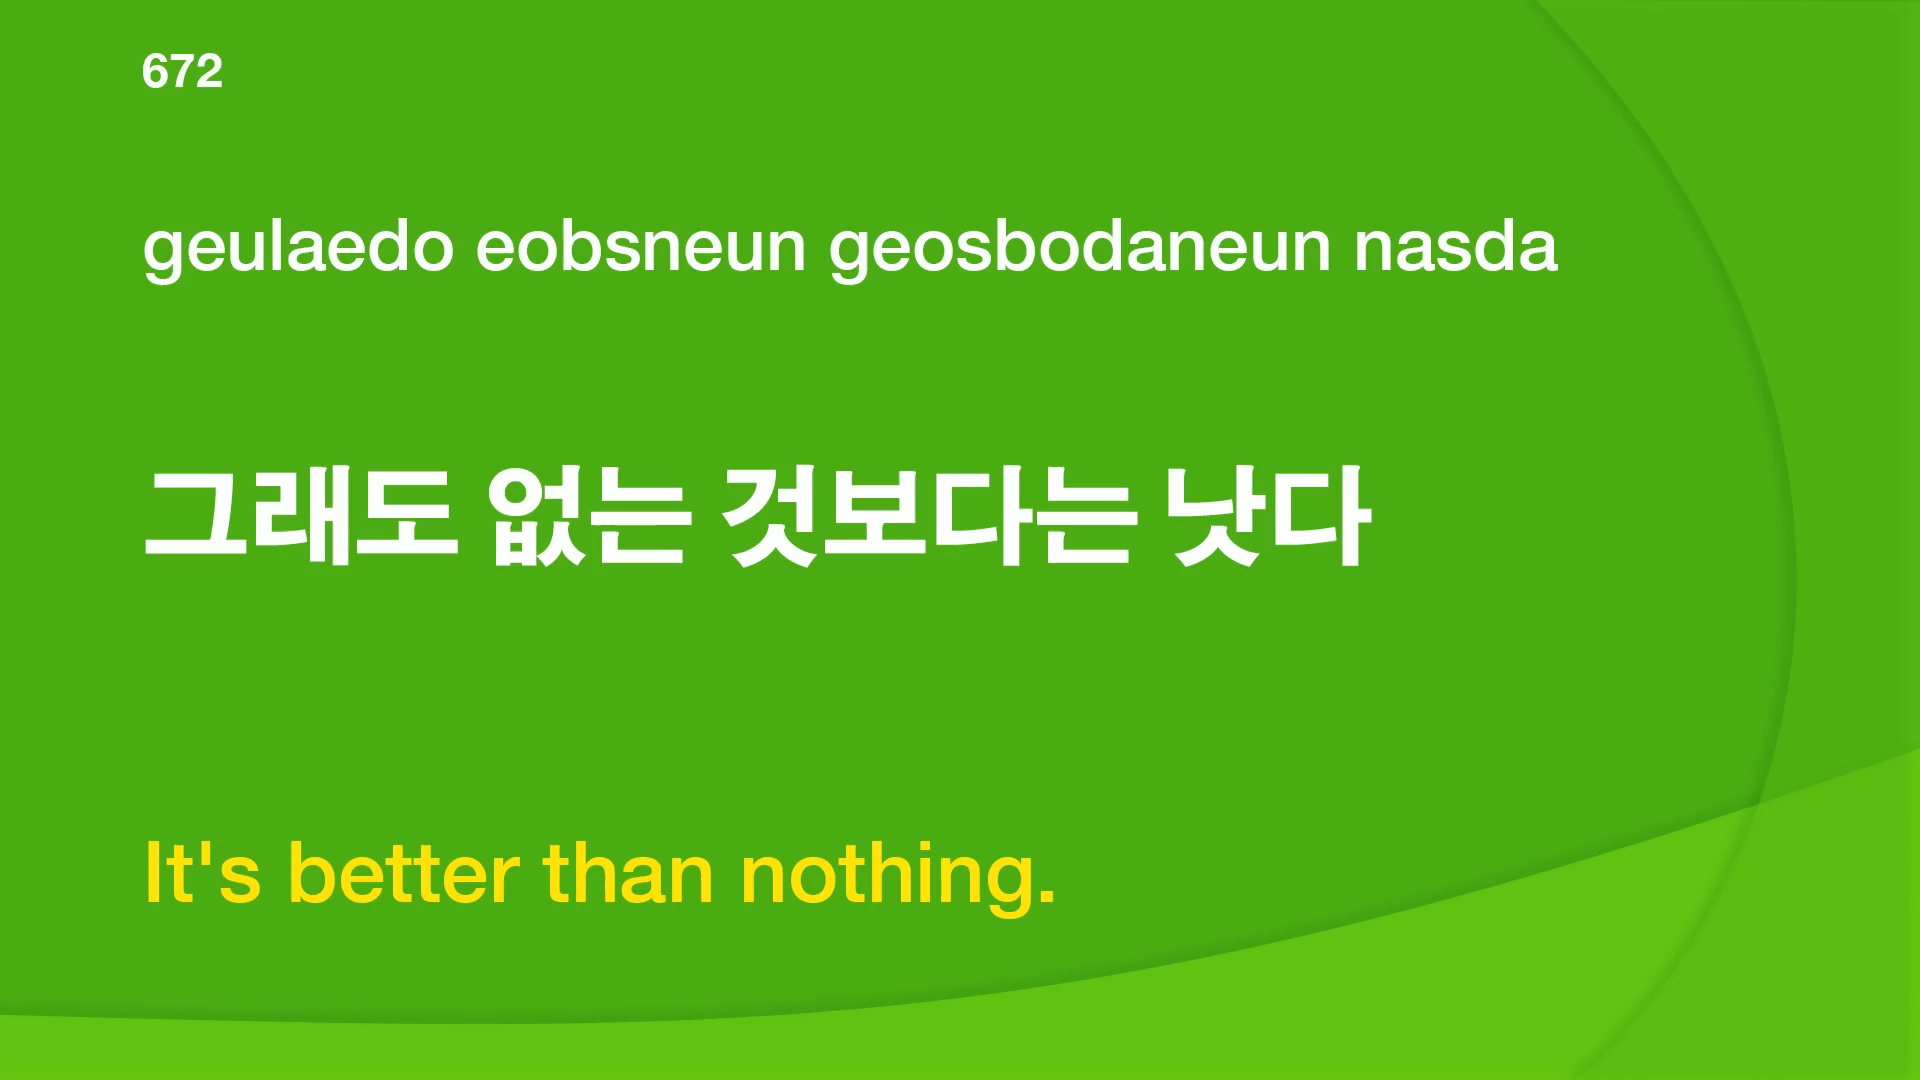 672
geulaedo eobsneun geosbodaneun nasda
그래도 없는 것보다는 낫다
It's better than nothing.